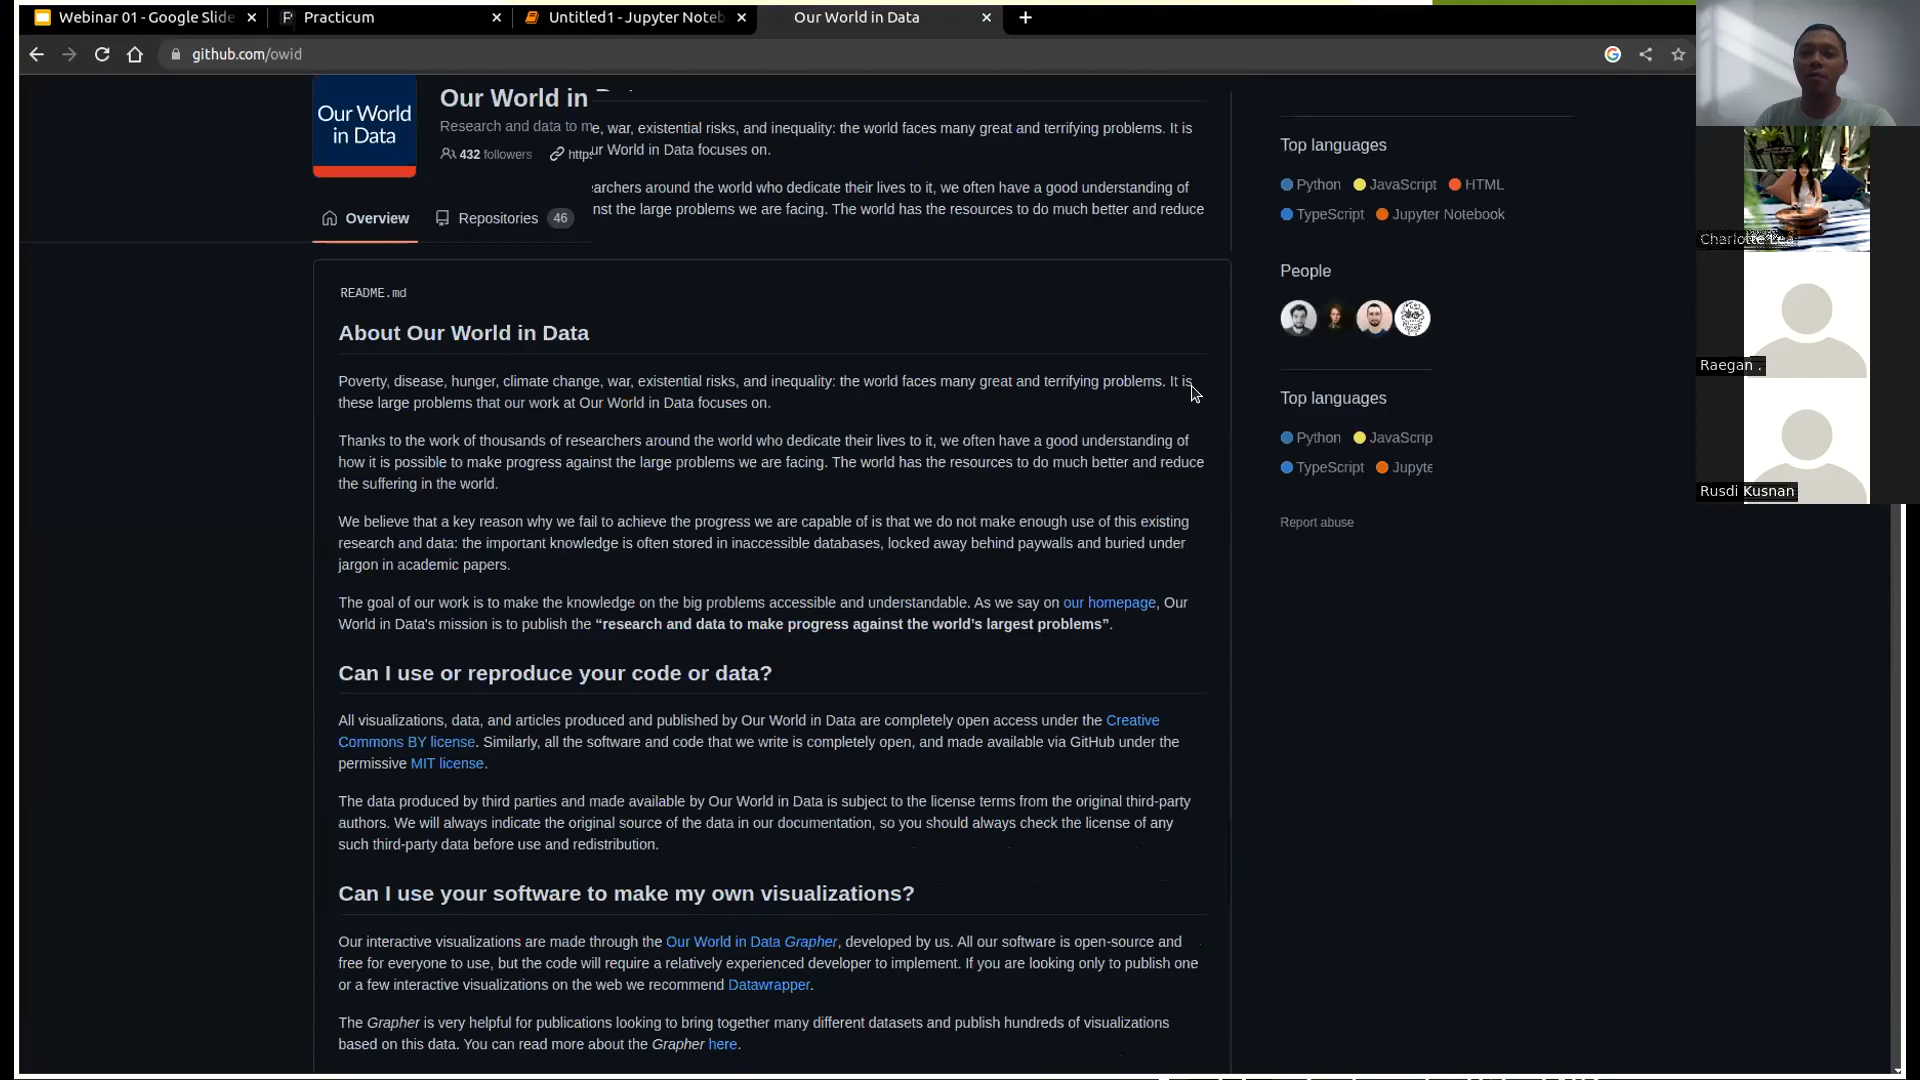 Webinar 01 - Google Slide
Practicum
Untitled1 - Jupyter Noteb
Our World in Data
github.com/owid
Our World
in Data
Our World in
Research and data to m
432 followers
https
e, war, existential risks, and inequality: the world faces many great and terrifying problems. It is
ur World in Data focuses on.
earchers around the world who dedicate their lives to it, we often have a good understanding of
nst the large problems we are facing. The world has the resources to do much better and reduce
Overview
Repositories 46
README.md
About Our World in Data
Poverty, disease, hunger, climate change, war, existential risks, and inequality: the world faces many great and terrifying problems. It is
these large problems that our work at Our World in Data focuses on.
Thanks to the work of thousands of researchers around the world who dedicate their lives to it, we often have a good understanding of
how it is possible to make progress against the large problems we are facing. The world has the resources to do much better and reduce
the suffering in the world.
We believe that a key reason why we fail to achieve the progress we are capable of is that we do not make enough use of this existing
research and data: the important knowledge is often stored in inaccessible databases, locked away behind paywalls and buried under
jargon in academic papers.
The goal of our work is to make the knowledge on the big problems accessible and understandable. As we say on our homepage, Our
World in Data's mission is to publish the “research and data to make progress against the world’s largest problems”.
Can I use or reproduce your code or data?
All visualizations, data, and articles produced and published by Our World in Data are completely open access under the Creative
Commons BY license. Similarly, all the software and code that we write is completely open, and made available via GitHub under the
permissive MIT license.
The data produced by third parties and made available by Our World in Data is subject to the license terms from the original third-party
authors. We will always indicate the original source of the data in our documentation, so you should always check the license of any
such third-party data before use and redistribution.
Can I use your software to make my own visualizations?
Our interactive visualizations are made through the Our World in Data Grapher, developed by us. All our software is open-source and
free for everyone to use, but the code will require a relatively experienced developer to implement. If you are looking only to publish one
or a few interactive visualizations on the web we recommend Datawrapper.
The Grapher is very helpful for publications looking to bring together many different datasets and publish hundreds of visualizations
based on this data. You can read more about the Grapher here.
Top languages
Python JavaScript HTML
TypeScript Jupyter Notebook
People
Top languages
Python JavaScrip
TypeScript Jupyte
Report abuse
Charlotte Lea
Raegan .
Rusdi Kusnan